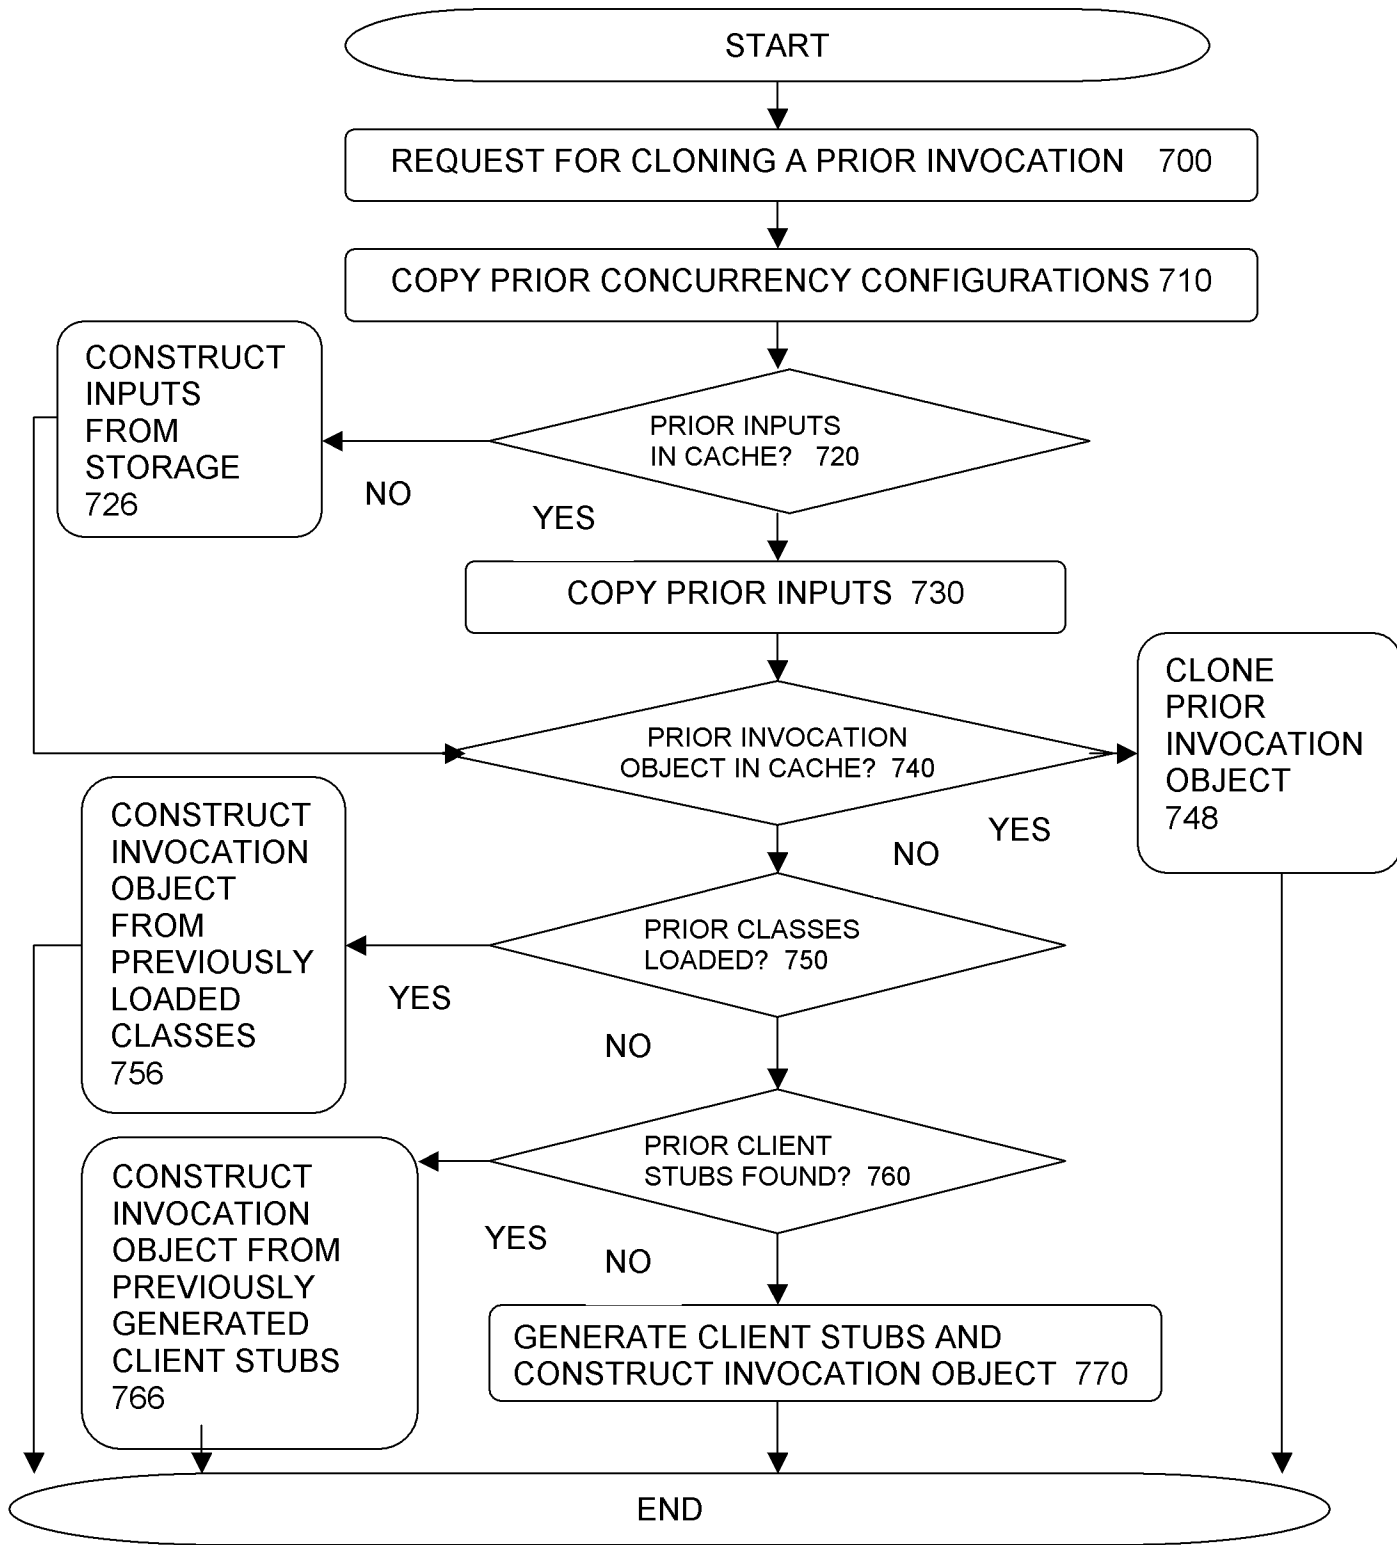 START
REQUEST FOR CLONING A PRIOR INVOCATION 700
COPY PRIOR CONCURRENCY CONFIGURATIONS 710
CONSTRUCT
INPUTS
FROM
STORAGE
726
PRIOR INPUTS
IN CACHE? 720
NO
YES
COPY PRIOR INPUTS 730
CLONE
PRIOR
INVOCATION
OBJECT
748
PRIOR INVOCATION
OBJECT IN CACHE? 740
YES
NO
CONSTRUCT
INVOCATION
OBJECT
FROM
PREVIOUSLY
LOADED
CLASSES
756
PRIOR CLASSES
LOADED? 750
YES
NO
PRIOR CLIENT
STUBS FOUND? 760
CONSTRUCT
INVOCATION
OBJECT FROM
PREVIOUSLY
GENERATED
CLIENT STUBS
766
YES
NO
GENERATE CLIENT STUBS AND
CONSTRUCT INVOCATION OBJECT 770
END